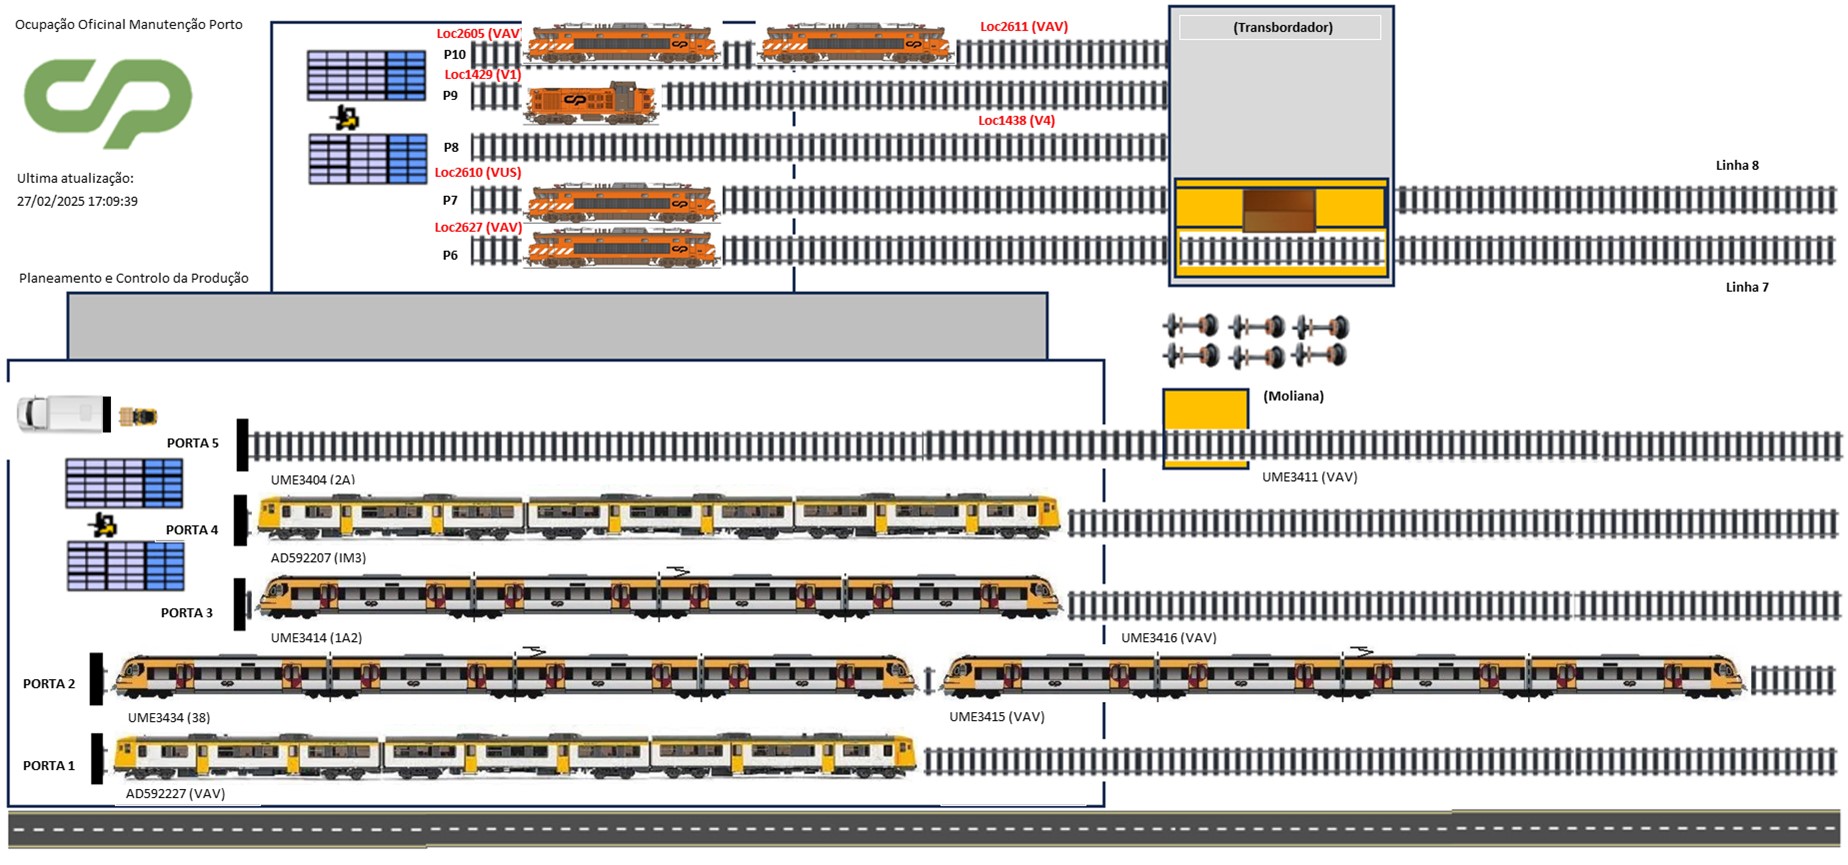 Ocupação Oficinal Manutenção Porto
cp
Ultima atualização:
27/02/2025 17:09:39
Planeamento e Controlo da Produção
Loc2605 (VAV)
Loc2611 (VAV)
P10
Loc1429 (V1)
P9
Loc1438 (V4)
P8
Loc2610 (VUS)
P7
Loc2627 (VAV)
P6
(Transbordador)
Linha 8
Linha 7
(Moliana)
PORTA 5
UME3404 (2A)
UME3411 (VAV)
PORTA 4
AD592207 (IM3)
PORTA 3
UME3414 (1A2)
UME3416 (VAV)
PORTA 2
UME3434 (38)
UME3415 (VAV)
PORTA 1
AD592227 (VAV)